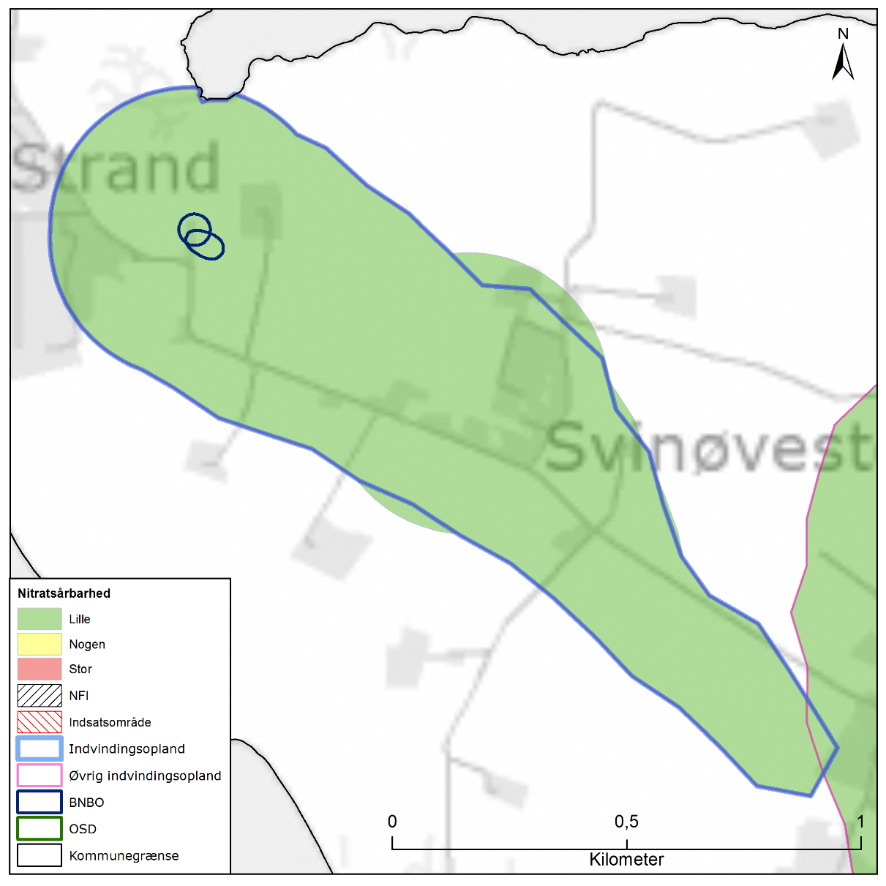 N
Strand
Svinøvest
Nitratsårbarhed
Lille
Nogen
Stor
NFI
Indsatsområde
Indvindingsopland
Øvrig indvindingsopland
BNBO
OSD
Kommunegrænse
0 0,5 1
Kilometer